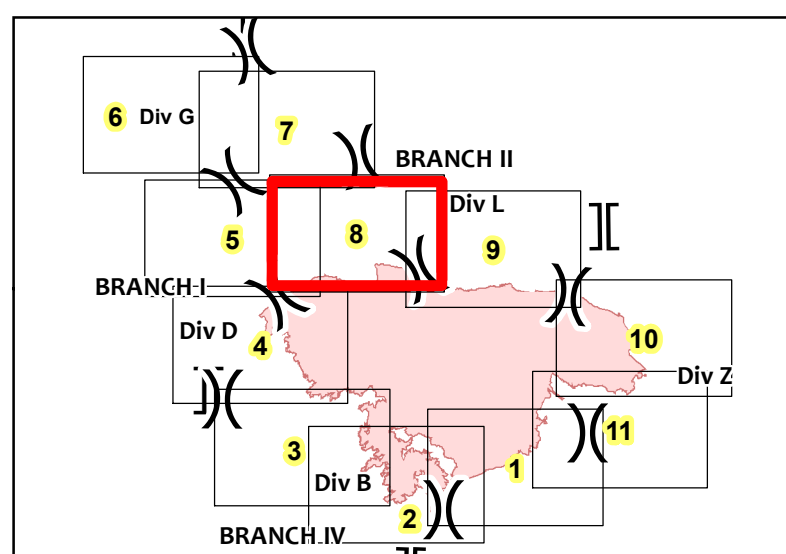 6
Div G
7
BRANCH II
Div L
5
8
9
BRANCH I
Div D
4
10
Div Z
3
11
1
Div B
2
BRANCH IV